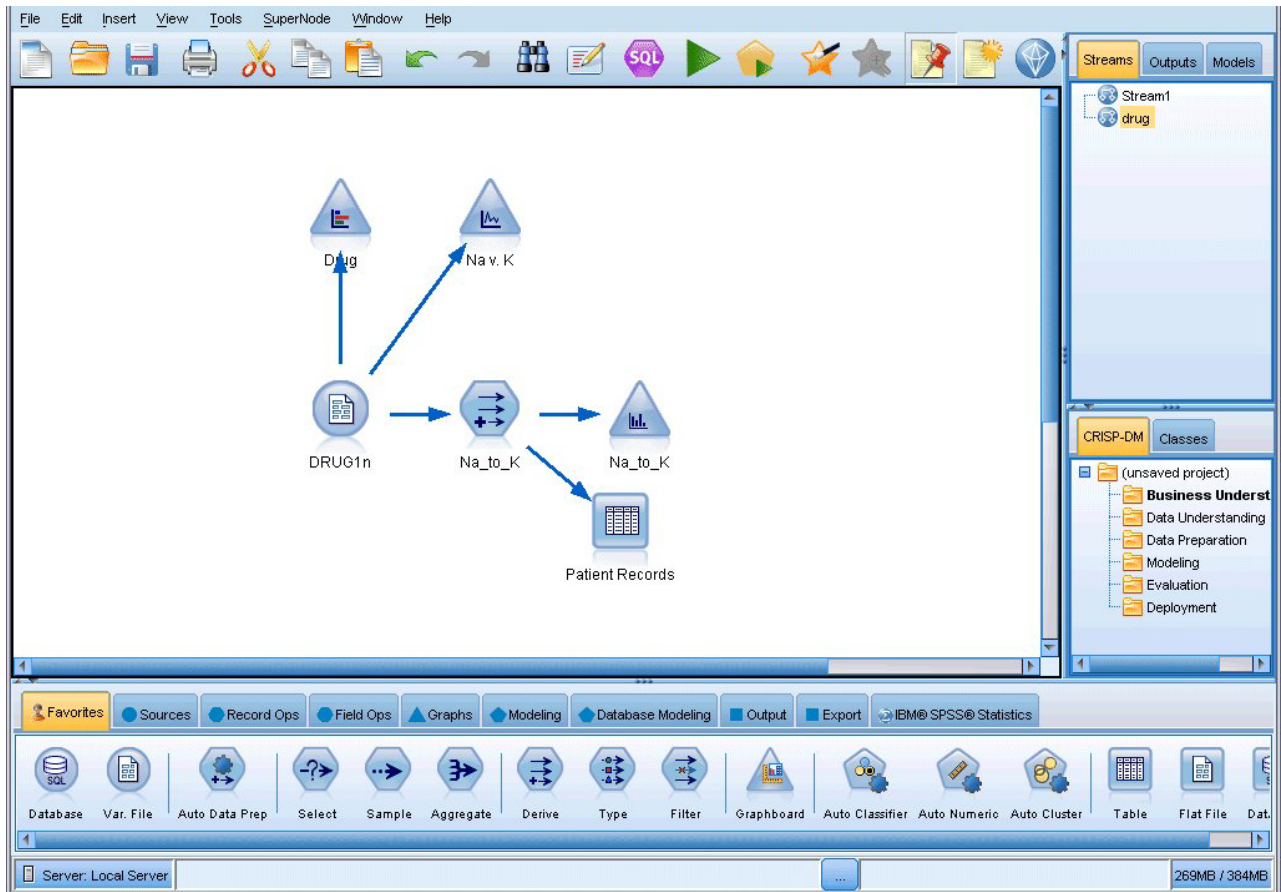 File Edit Insert View Tools SuperNode Window Help
SQL
Streams Outputs Models
Stream1
drug
Drug
Na v. K
DRUG1n
Na_to_K
Na_to_K
Patient Records
CRISP-DM Classes
(unsaved project)
Business Underst
Data Understanding
Data Preparation
Modeling
Evaluation
Deployment
Favorites Sources Record Ops Field Ops Graphs Modeling Database Modeling Output Export IBM® SPSS® Statistics
SQL
Database Var. File Auto Data Prep Select Sample Aggregate Derive Type Filter Graphboard Auto Classifier Auto Numeric Auto Cluster Table Flat File Dat
Server: Local Server ... 269MB / 384MB